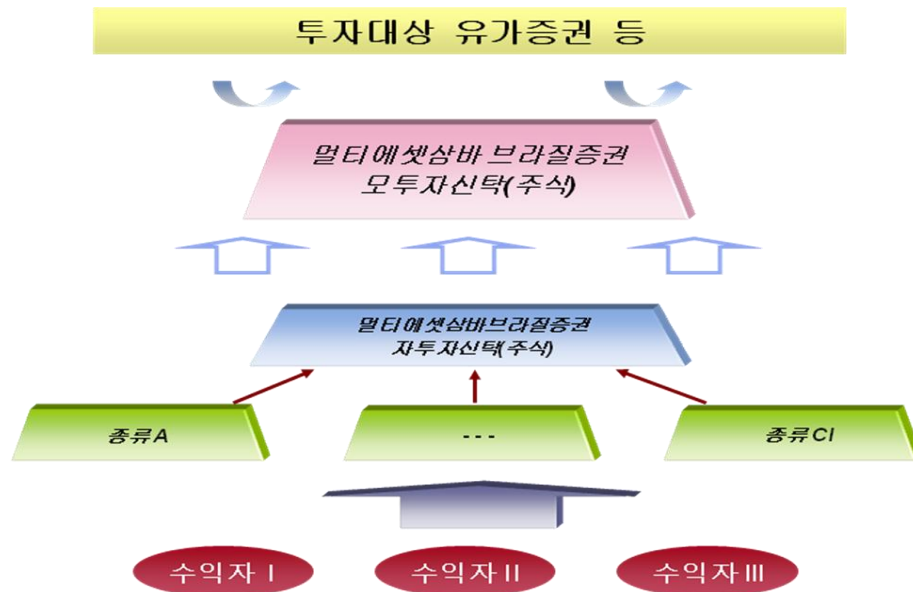 투자대상 유가증권 등
멀티에셋삼바 브라질증권
모투자신탁(주식)
멀티에셋삼바브라질증권
자투자신탁(주식)
종류A
---
종류CI
수익자 I
수익자 II
수익자 III